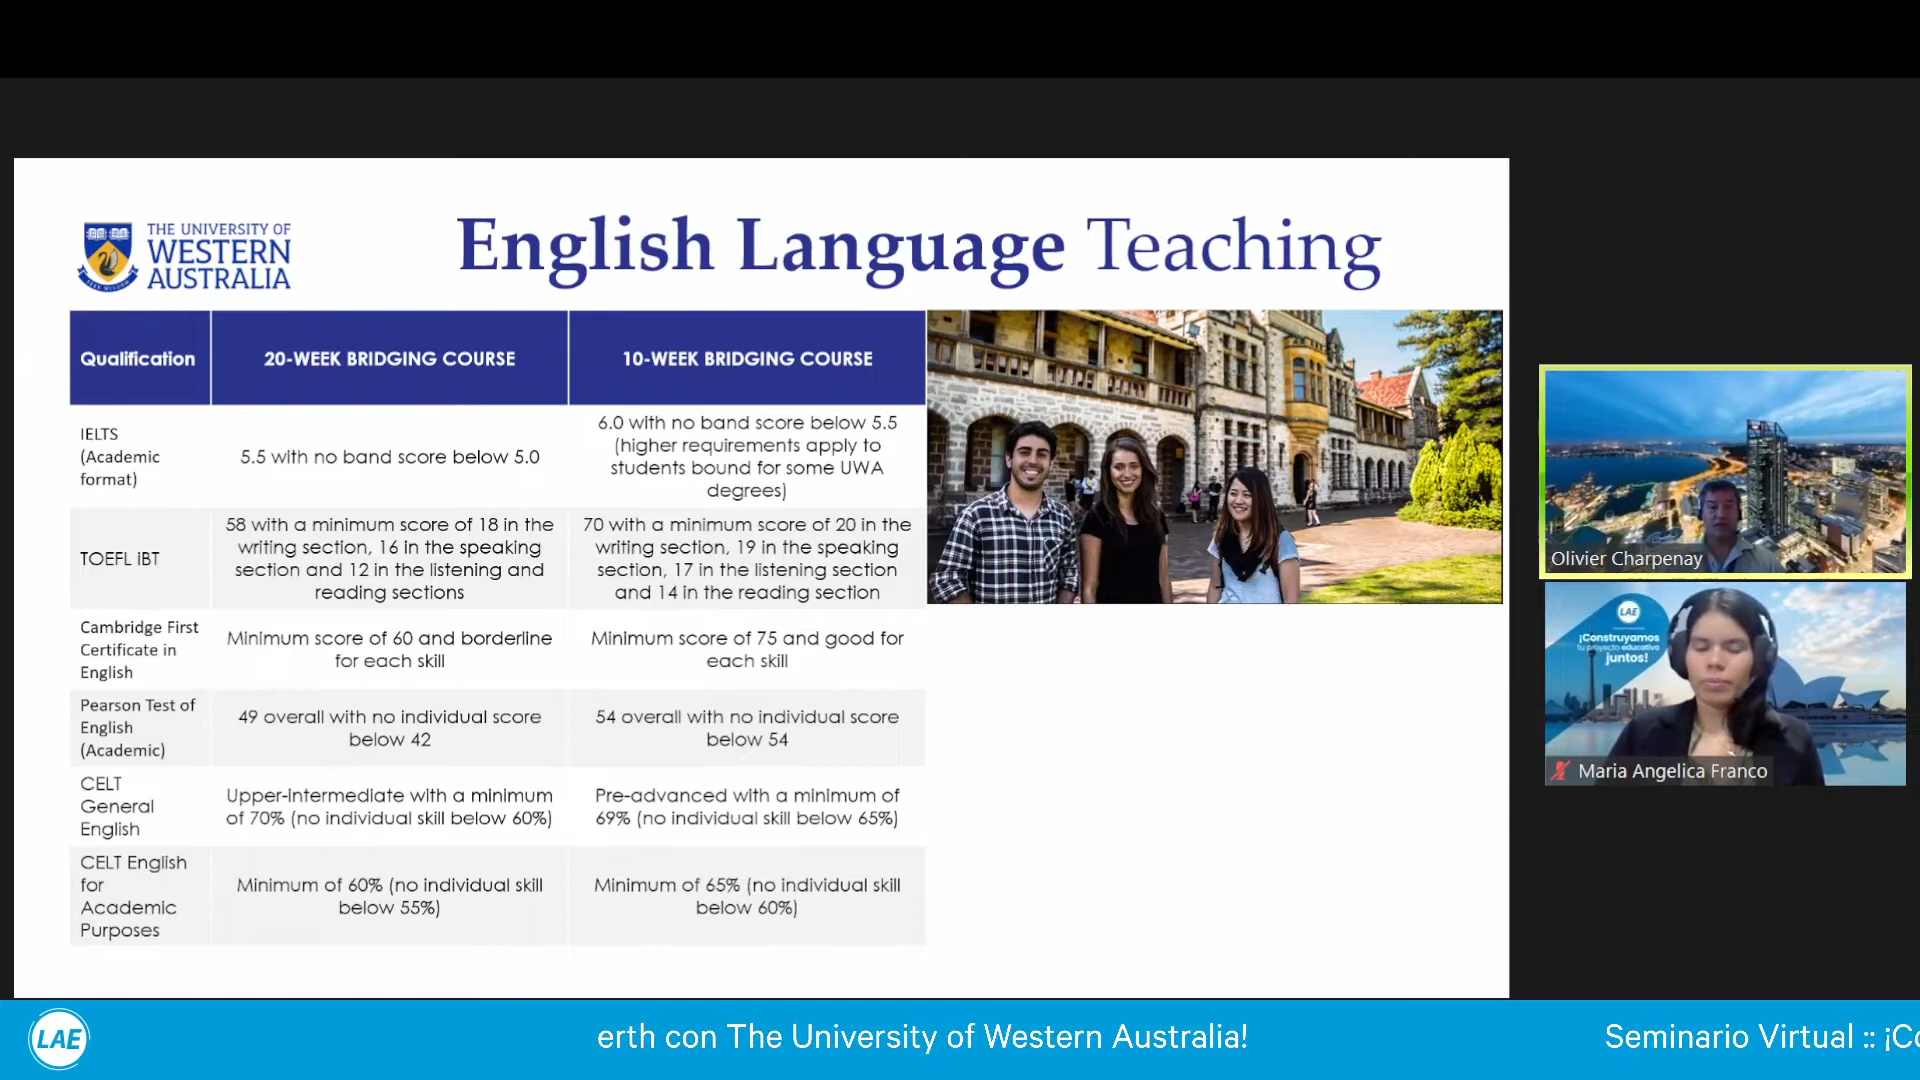 THE UNIVERSITY OF
WESTERN
AUSTRALIA
English Language Teaching
Qualification
20-WEEK BRIDGING COURSE
10-WEEK BRIDGING COURSE
IELTS
(Academic
format)
5.5 with no band score below 5.0
6.0 with no band score below 5.5
(higher requirements apply to
students bound for some UWA
degrees)
TOEFL iBT
58 with a minimum score of 18 in the
writing section, 16 in the speaking
section and 12 in the listening and
reading sections
70 with a minimum score of 20 in the
writing section, 19 in the speaking
section, 17 in the listening section
and 14 in the reading section
Cambridge First
Certificate in
English
Minimum score of 60 and borderline
for each skill
Minimum score of 75 and good for
each skill
Pearson Test of
English
(Academic)
49 overall with no individual score
below 42
54 overall with no individual score
below 54
CELT
General
English
Upper-intermediate with a minimum
of 70% (no individual skill below 60%)
Pre-advanced with a minimum of
69% (no individual skill below 65%)
CELT English
for
Academic
Purposes
Minimum of 60% (no individual skill
below 55%)
Minimum of 65% (no individual skill
below 60%)
Olivier Charpenay
LAE
¡Construyamos
tu proyecto educativo
juntos!
Maria Angelica Franco
LAE
erth con The University of Western Australia!
Seminario Virtual :: ¡Co